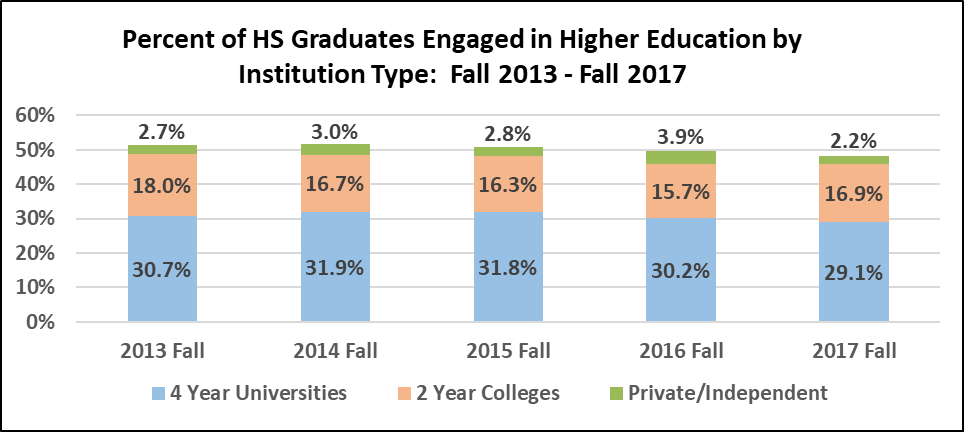 Percent of HS Graduates Engaged in Higher Education by
Institution Type:  Fall 2013 - Fall 2017
60%
50%
40%
30%
20%
10%
0%
2.7% 3.0% 2.8% 3.9% 2.2%
18.0% 16.7% 16.3% 15.7% 16.9%
30.7% 31.9% 31.8% 30.2% 29.1%
2013 Fall 2014 Fall 2015 Fall 2016 Fall 2017 Fall
4 Year Universities 2 Year Colleges Private/Independent